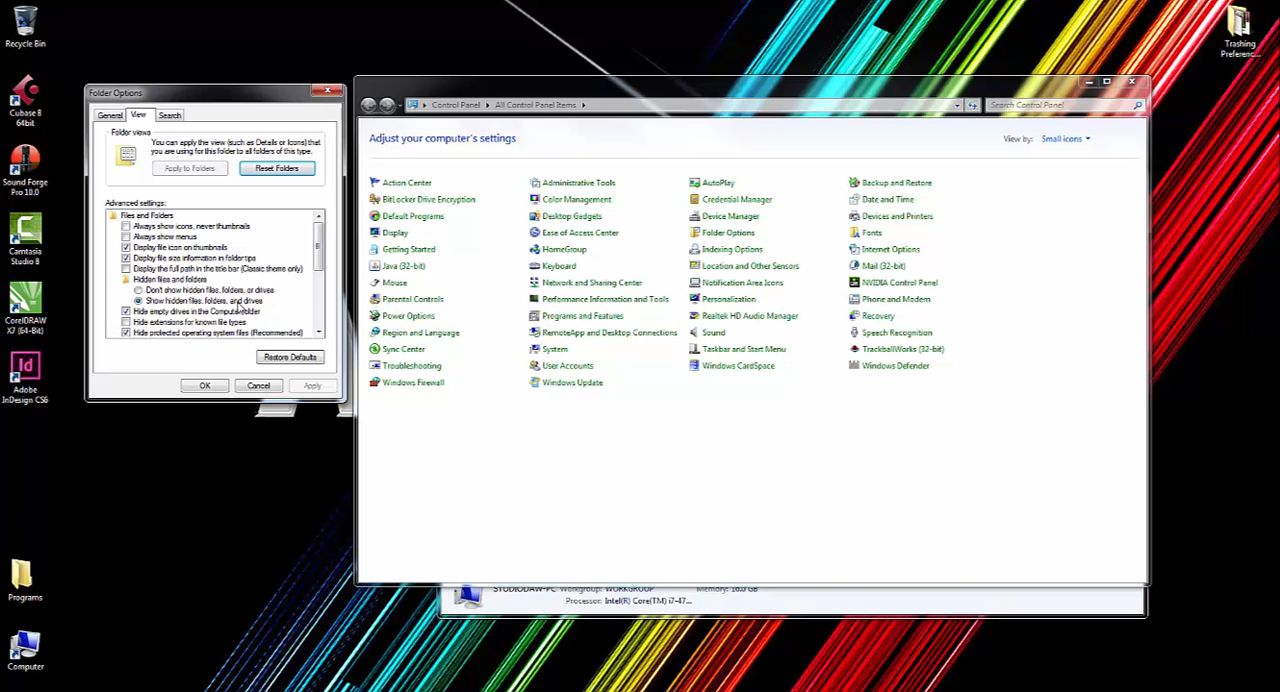 Recycle Bin
Cubase 8
64bit
Sound Forge
Pro 10.0
Camtasia
Studio 8
CorelDRAW
X7 (64-Bit)
Adobe
InDesign CS6
Programs
Computer
Trashing
Preferenc...
Folder Options
General
View
Search
Folder views
You can apply the view (such as Details or Icons) that
you are using for this folder to all folders of this type.
Apply to Folders
Reset Folders
Advanced settings:
Files and Folders
Always show icons, never thumbnails
Always show menus
Display file icon on thumbnails
Display file size information in folder tips
Display the full path in the title bar (Classic theme only)
Hidden files and folders
Don't show hidden files, folders, or drives
Show hidden files, folders, and drives
Hide empty drives in the Computer folder
Hide extensions for known file types
Hide protected operating system files (Recommended)
Restore Defaults
OK
Cancel
Apply
Control Panel
All Control Panel Items
Search Control Panel
Adjust your computer's settings
View by: Small icons
Action Center
Administrative Tools
AutoPlay
Backup and Restore
BitLocker Drive Encryption
Color Management
Credential Manager
Date and Time
Default Programs
Desktop Gadgets
Device Manager
Devices and Printers
Display
Ease of Access Center
Folder Options
Fonts
Getting Started
HomeGroup
Indexing Options
Internet Options
Java (32-bit)
Keyboard
Location and Other Sensors
Mail (32-bit)
Mouse
Network and Sharing Center
Notification Area Icons
NVIDIA Control Panel
Parental Controls
Performance Information and Tools
Personalization
Phone and Modem
Power Options
Programs and Features
Realtek HD Audio Manager
Recovery
Region and Language
RemoteApp and Desktop Connections
Sound
Speech Recognition
Sync Center
System
Taskbar and Start Menu
TrackballWorks (32-bit)
Troubleshooting
User Accounts
Windows CardSpace
Windows Defender
Windows Firewall
Windows Update
STUDIODAW-PC Workgroup: WORKGROUP Memory: 16.0 GB
Processor: Intel(R) Core(TM) i7-47...